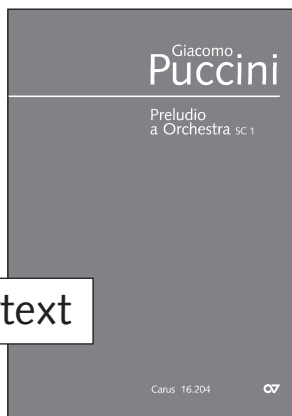 Giacomo
Puccini
Preludio
a Orchestra SC 1
text
Carus 16.204